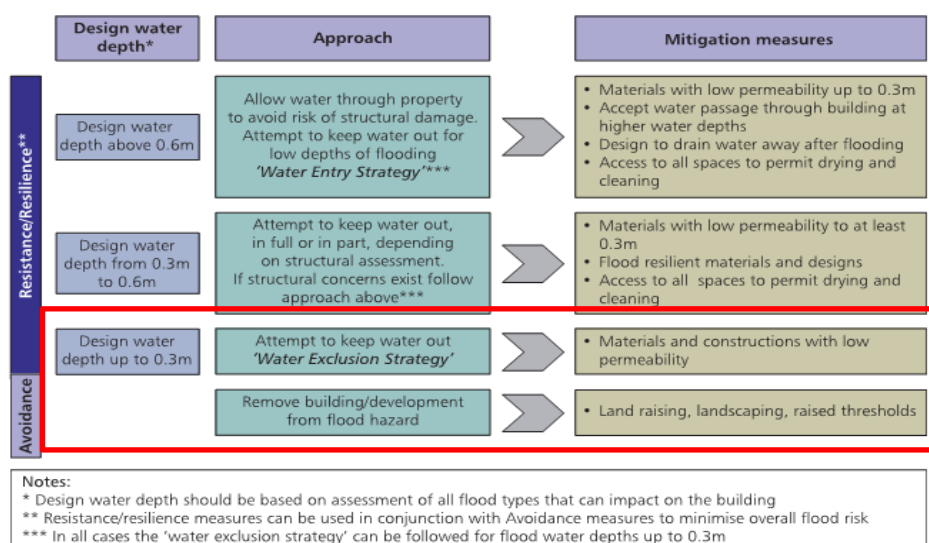 Design water
depth*
Approach
Mitigation measures
Resistance/Resilience**
Design water
depth above 0.6m
Allow water through property
to avoid risk of structural damage.
Attempt to keep water out for
low depths of flooding
'Water Entry Strategy'***
• Materials with low permeability up to 0.3m
• Accept water passage through building at
higher water depths
• Design to drain water away after flooding
• Access to all spaces to permit drying and
cleaning
Design water
depth from 0.3m
to 0.6m
Attempt to keep water out,
in full or in part, depending
on structural assessment.
If structural concerns exist follow
approach above***
• Materials with low permeability to at least
0.3m
• Flood resilient materials and designs
• Access to all spaces to permit drying and
cleaning
Design water
depth up to 0.3m
Attempt to keep water out
'Water Exclusion Strategy'
• Materials and constructions with low
permeability
Avoidance
Remove building/development
from flood hazard
• Land raising, landscaping, raised thresholds
Notes:
* Design water depth should be based on assessment of all flood types that can impact on the building
** Resistance/resilience measures can be used in conjunction with Avoidance measures to minimise overall flood risk
*** In all cases the 'water exclusion strategy' can be followed for flood water depths up to 0.3m